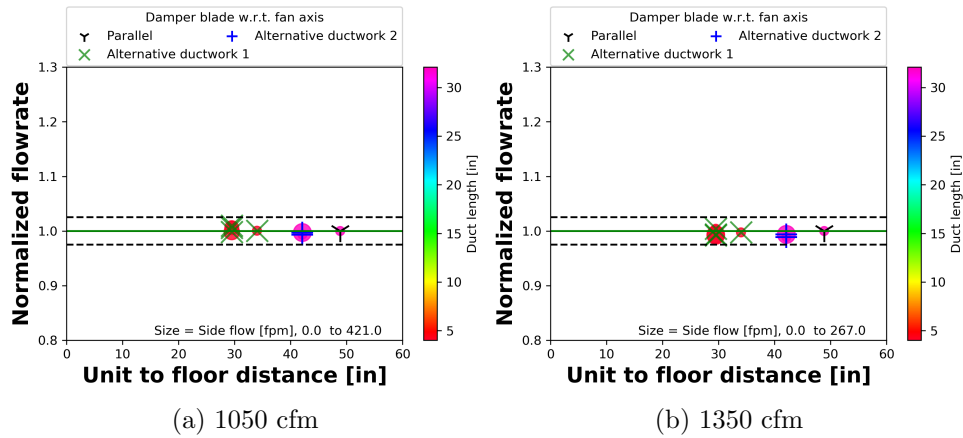 Damper blade w.r.t. fan axis
Parallel
Alternative ductwork 1
Alternative ductwork 2
1.3
1.2
1.1
1.0
0.9
0.8
Normalized flowrate
Size = Side flow [fpm], 0.0 to 421.0
0 10 20 30 40 50 60
Unit to floor distance [in]
30
25
20
15
10
5
Duct length [in]
(a) 1050 cfm
Damper blade w.r.t. fan axis
Parallel
Alternative ductwork 1
Alternative ductwork 2
1.3
1.2
1.1
1.0
0.9
0.8
Normalized flowrate
Size = Side flow [fpm], 0.0 to 267.0
0 10 20 30 40 50 60
Unit to floor distance [in]
30
25
20
15
10
5
Duct length [in]
(b) 1350 cfm